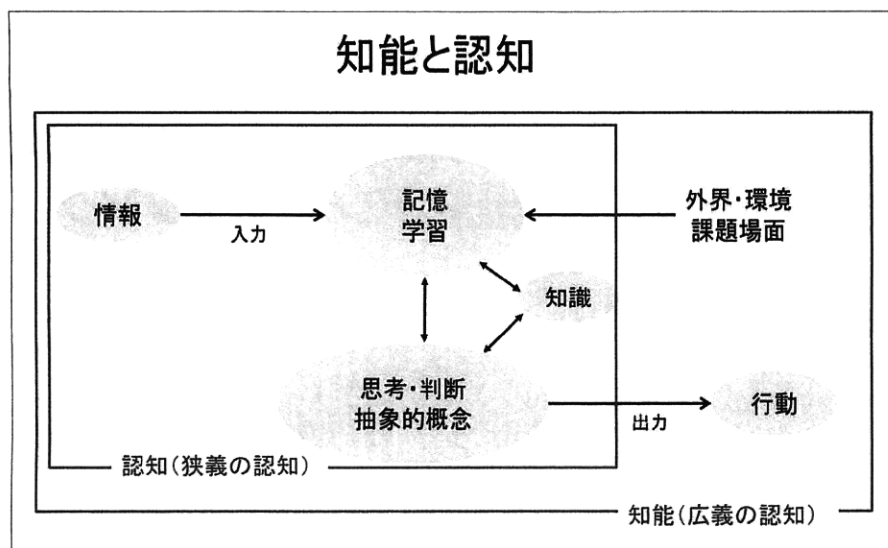 知能と認知
情報
入力
記憶
学習
外界・環境
課題場面
知識
思考・判断
抽象的概念
出力
行動
認知(狭義の認知)
知能(広義の認知)